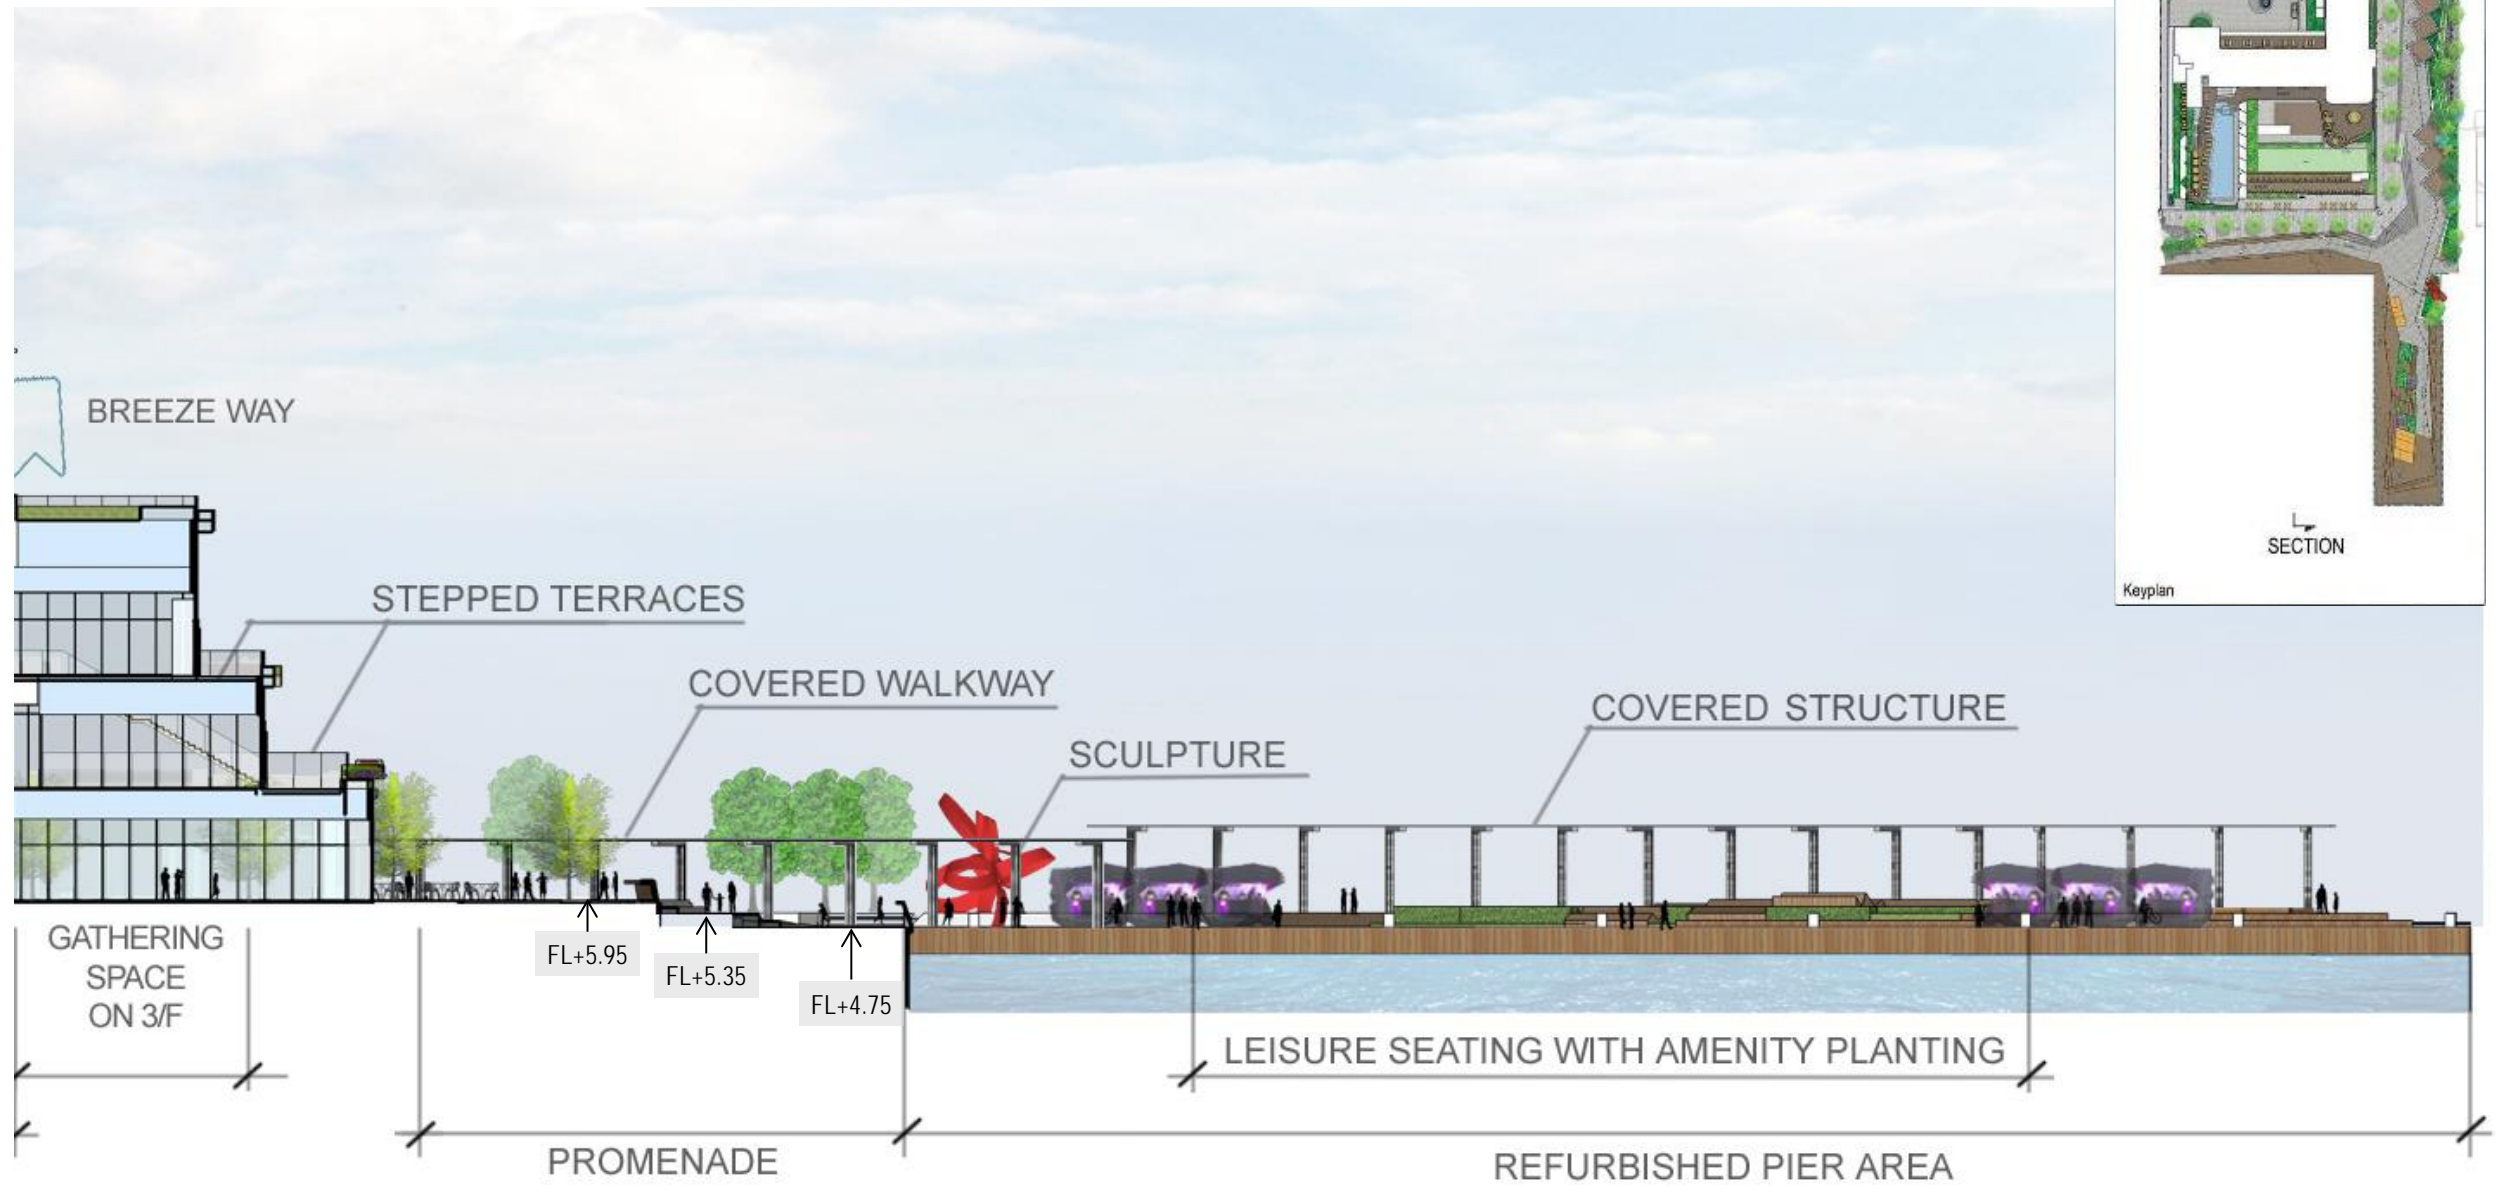 BREEZE WAY
SECTION
Keyplan
STEPPED TERRACES
COVERED WALKWAY
COVERED STRUCTURE
SCULPTURE
GATHERING
SPACE
ON 3/F
FL+5.95
FL+5.35
FL+4.75
LEISURE SEATING WITH AMENITY PLANTING
PROMENADE
REFURBISHED PIER AREA